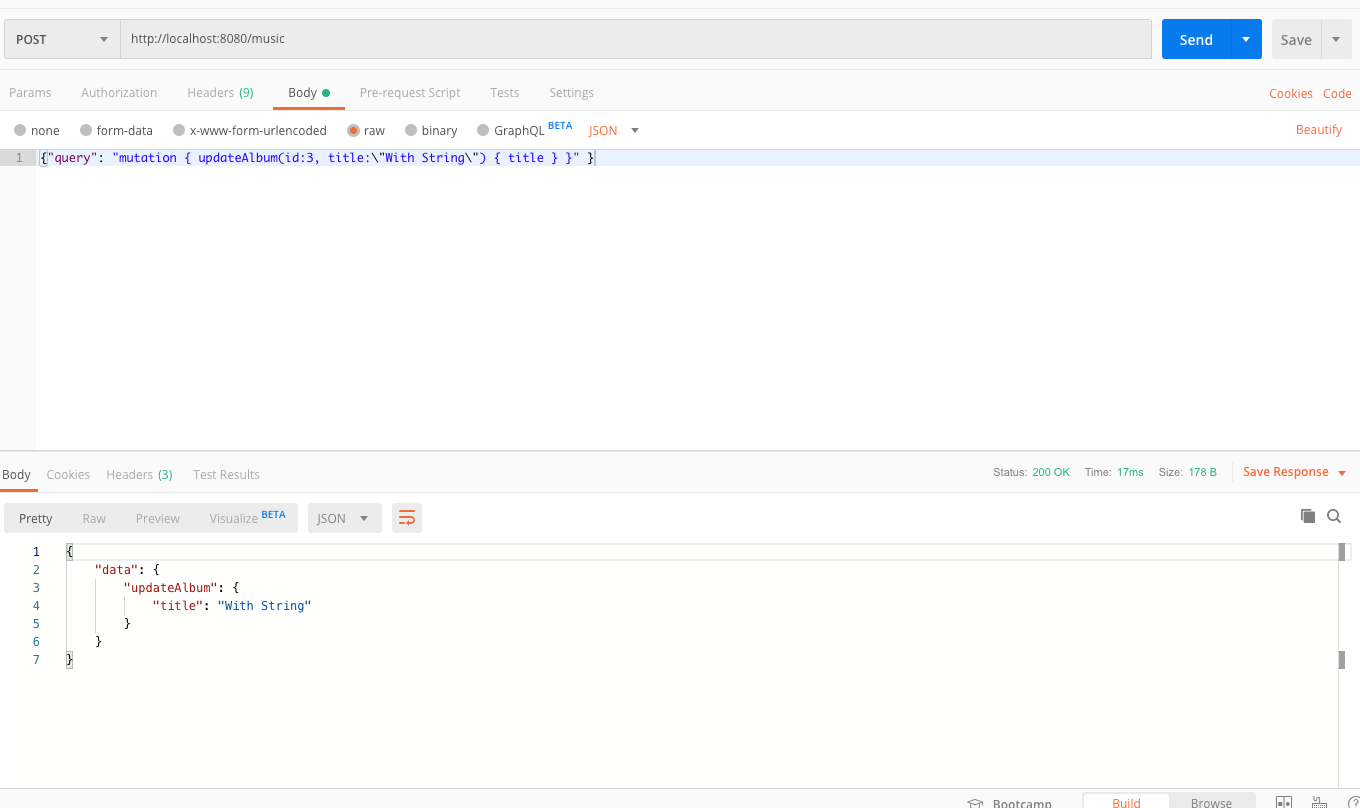 POST http://localhost:8080/music Send Save
Params Authorization Headers (9) Body Pre-request Script Tests Settings Cookies Code
none form-data x-www-form-urlencoded raw binary GraphQL BETA JSON Beautify
1 {"query": "mutation { updateAlbum(id:3, title:\"With String\") { title } }" }
Body Cookies Headers (3) Test Results Status: 200 OK Time: 17ms Size: 178 B Save Response
Pretty Raw Preview Visualize BETA JSON
1 {
2 "data": {
3 "updateAlbum": {
4 "title": "With String"
5 }
6 }
7 }
Bootcamp Build Browse